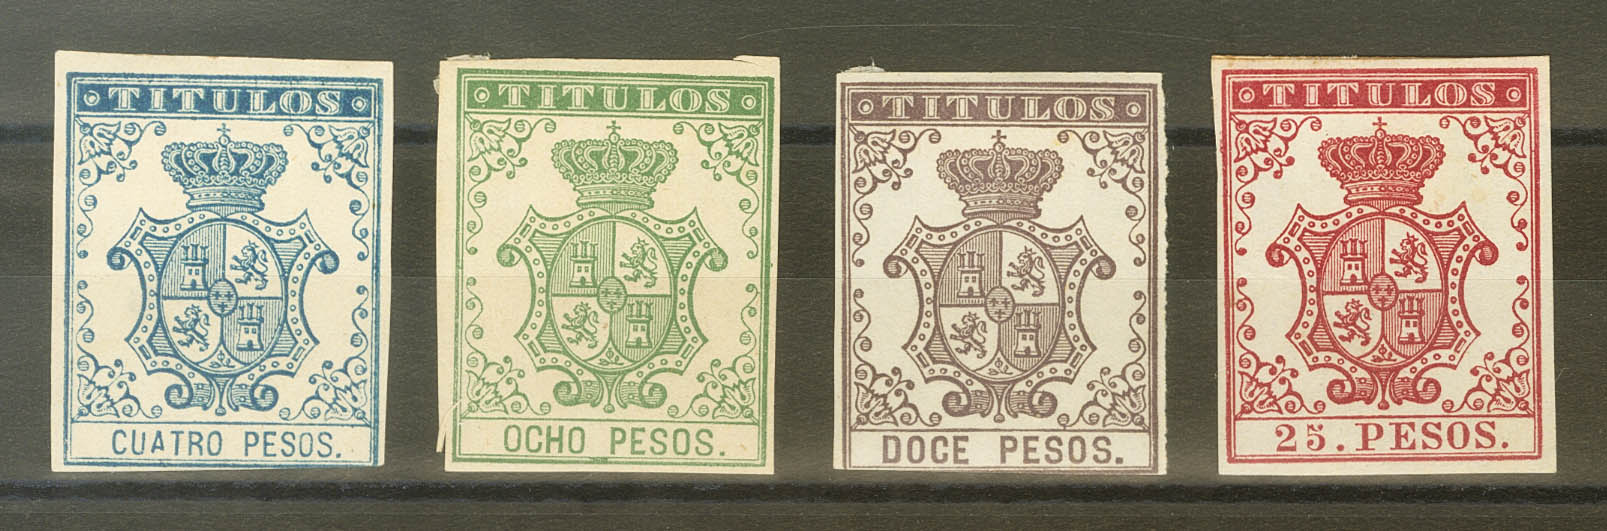 TITULOS
CUATRO PESOS.
TITULOS
OCHO PESOS.
TITULOS
DOCE PESOS.
TITULOS
25. PESOS.